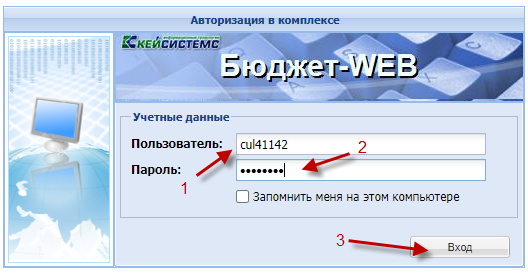 Авторизация в комплексе
КЕЙСИСТЕМС
Бюджет-WEB
Учетные данные
Пользователь: cul41142
1
2
Пароль: ••••••••
Запомнить меня на этом компьютере
3
Вход